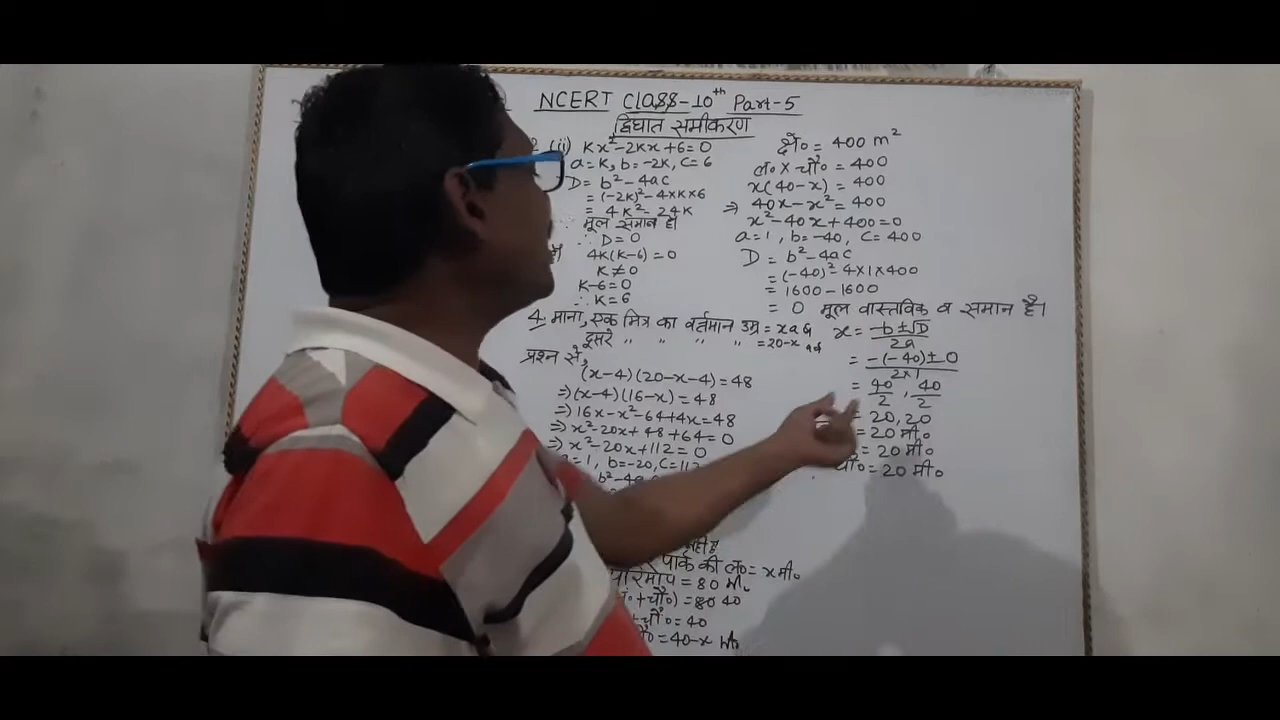 NCERT Class-10th Part-5
द्विघात समीकरण
2 (ii) Kx²-2Kx+6=0
a=K, b=-2K, C=6
D= b²-4ac
= (-2K)²-4×K×6
= 4K²-24K
∵ मूल समान हैं
∴ D=0
4K(K-6)=0
K≠0
K-6=0
∴ K=6
4. माना, एक मित्र का वर्तमान उम्र = x
दूसरे " " " " =20-x
प्रश्न से,
(x-4)(20-x-4)=48
⇒(x-4)(16-x)=48
⇒16x-x²-64+4x=48
⇒x²-20x+48+64=0
⇒x²-20x+112=0
=1, b=-20, C=112
b²-4a
नहीं है
पार्क की ल०= x मी०
परिमाप = 80 मी०
+चौ०) = 80 40
+चौ० = 40
=40-x
क्षे० = 400 m²
ल० × चौ० = 400
x(40-x) = 400
⇒ 40x-x² = 400
x²-40x+400=0
a=1, b=-40, C=400
D = b²-4ac
= (-40)²-4×1×400
= 1600-1600
= 0 मूल वास्तविक व समान है।
x= -b±√D / 2a
= -(-40)±0 / 2×1
= 40/2, 40/2
= 20, 20
= 20 मी०
= 20 मी०
चौ०= 20 मी०